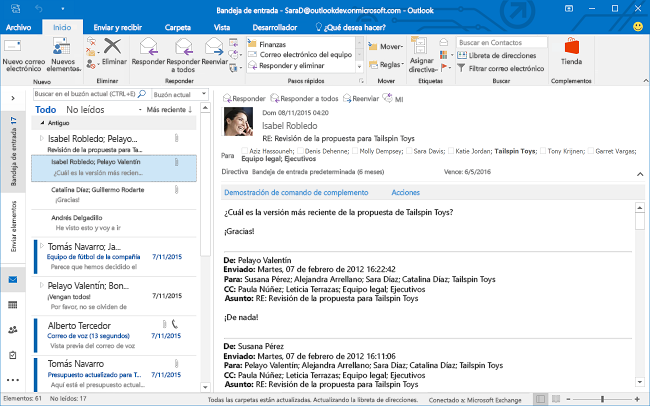 Bandeja de entrada - SaraD@outlookdev.onmicrosoft.com - Outlook
Archivo Inicio Enviar y recibir Carpeta Vista Desarrollador ¿Qué desea hacer?
Nuevo correo electrónico
Nuevos elementos
Eliminar
Responder
Responder a todos
Reenviar
Finanzas
Correo electrónico del equipo
Responder y eliminar
Mover
Reglas
Asignar directiva
Buscar en Contactos
Libreta de direcciones
Filtrar correo electrónico
Tienda
Nuevo Eliminar Responder Pasos rápidos Mover Etiquetas Buscar Complementos
Bandeja de entrada 17
Enviar elementos
Buscar en el buzón actual (CTRL+E) Buzón actual
Todo No leídos Más reciente
Antiguo
Isabel Robledo; Pelayo...
Revisión de la propuesta para Ta...
Isabel Robledo; Pelayo Valentín
¿Cuál es la versión más recien...
Catalina Díaz; Guillermo Roderte
¡Gracias!
Andrés Delgadillo
He visto esto y voy a ir
Tomás Navarro; Ja...
Equipo de fútbol de la compañía 7/11/2015
Parece que hemos decidido el
Pelayo Valentín; Bon...
¡Vengan todos! 7/11/2015
Por favor, no se olviden de
Alberto Tercedor
Correo de voz (13 segundos) 7/11/2015
Vista previa del correo de voz
Tomás Navarro
Presupuesto actualizado para T... 7/11/2015
Aquí está el presupuesto actual...
Responder Responder a todos Reenviar MI
Dom 08/11/2015 04:20
Isabel Robledo
RE: Revisión de la propuesta para Tailspin Toys
Para Aziz Hassouneh; Denis Dehenne; Molly Dempsey; Sara Davis; Katie Jordan; Tailspin Toys; Tony Krijnen; Garret Vargas;
Equipo legal; Ejecutivos
Directiva Bandeja de entrada predeterminada (6 meses) Vence: 6/5/2016
Demostración de comando de complemento Acciones
¿Cuál es la versión más reciente de la propuesta de Tailspin Toys?
¡Gracias!
De: Pelayo Valentín
Enviado: Martes, 07 de febrero de 2012 16:22:42
Para: Susana Pérez; Alejandra Arrellano; Sara Díaz; Catalina Díaz; Tailspin Toys
CC: Paula Núñez; Leticia Terrazas; Equipo legal; Ejecutivos
Asunto: RE: Revisión de la propuesta para Tailspin Toys
¡De nada!
De: Susana Pérez
Enviado: Martes, 07 de febrero de 2012 16:11:06
Para: Pelayo Valentín; Alejandra Arrellano; Sara Díaz; Catalina Díaz; Tailspin Toys
CC: Paula Núñez; Leticia Terrazas; Equipo legal; Ejecutivos
Asunto: RE: Revisión de la propuesta para Tailspin Toys
Elementos: 61 No leídos: 17 Todas las carpetas están actualizadas. Actualizando la libreta de direcciones. Conectado a: Microsoft Exchange